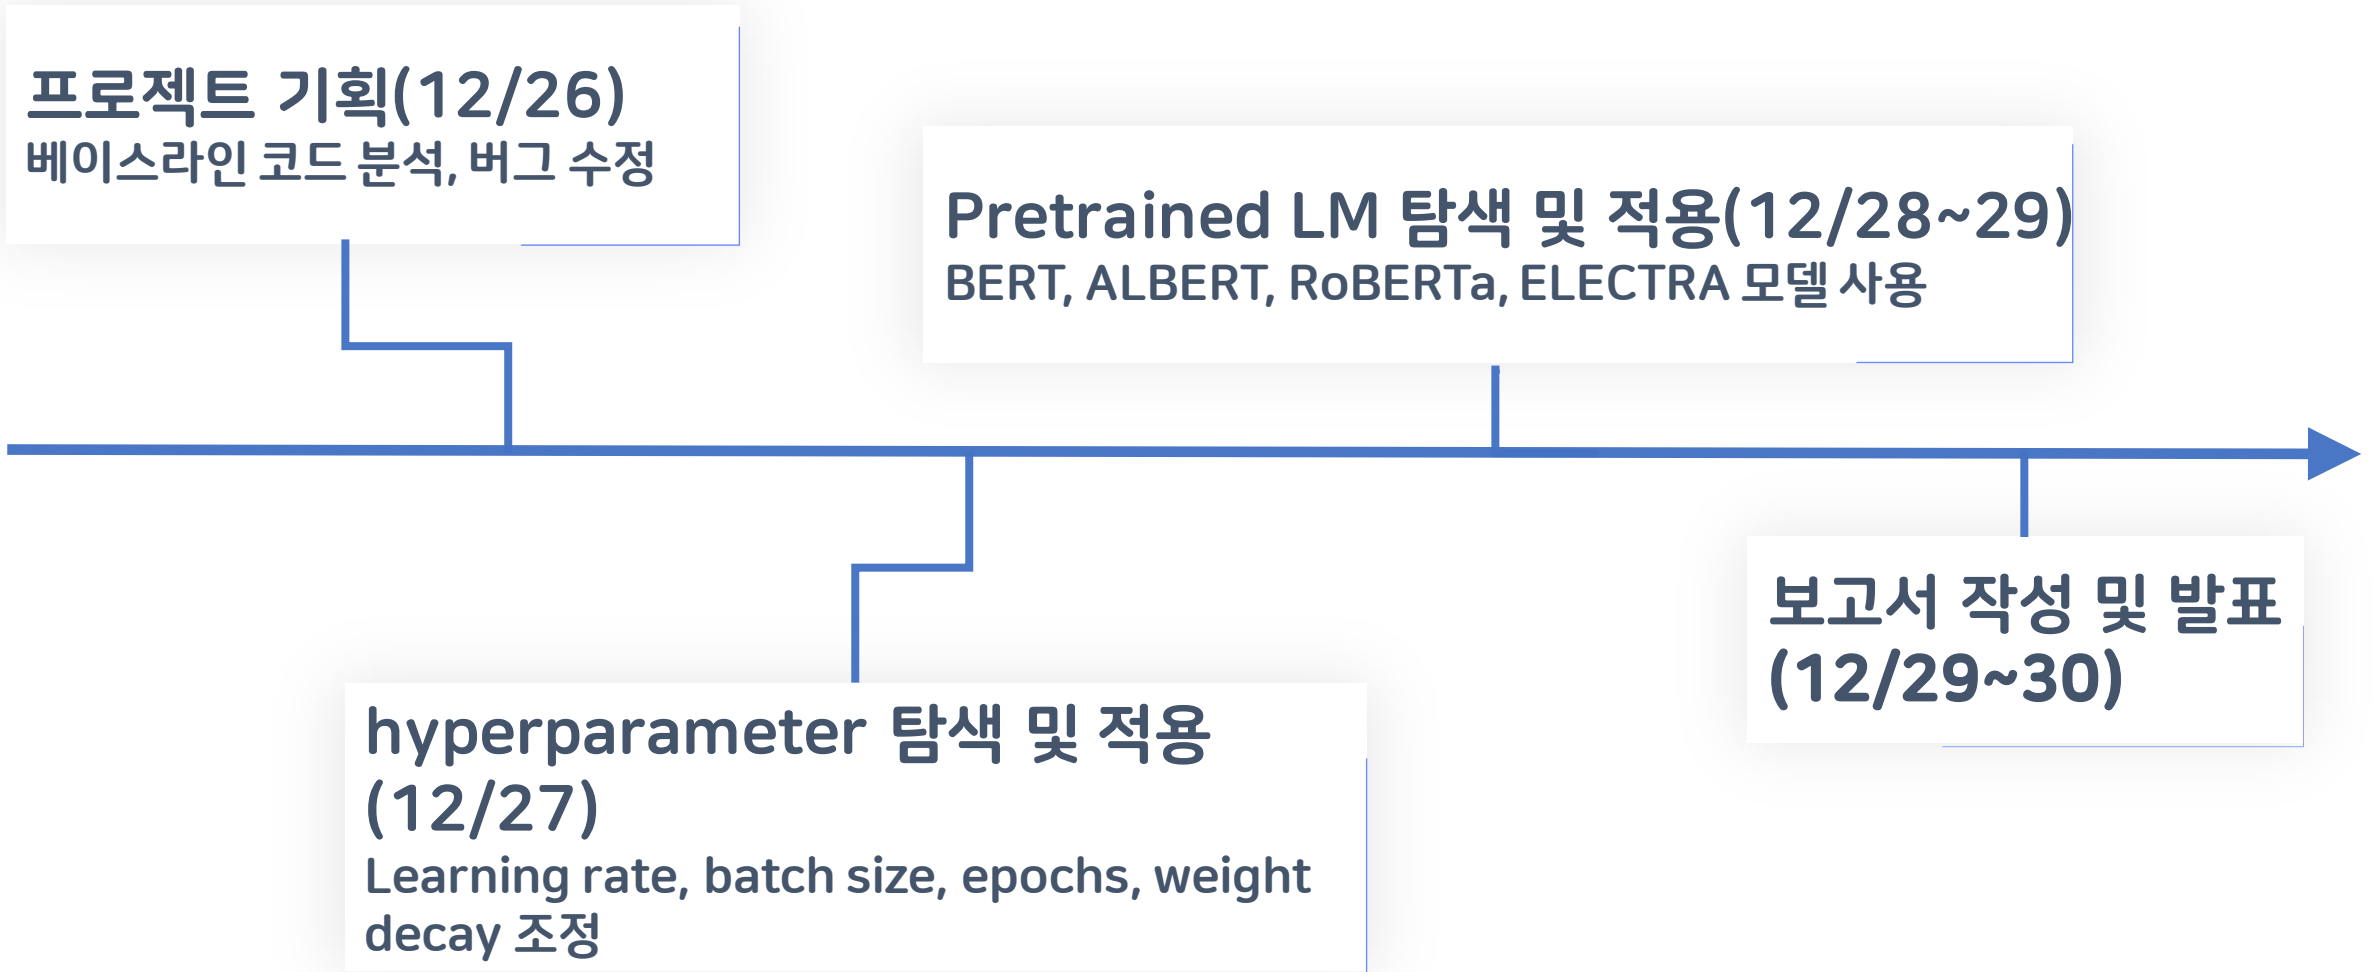 프로젝트 기획(12/26)
베이스라인 코드 분석, 버그 수정
Pretrained LM 탐색 및 적용(12/28~29)
BERT, ALBERT, RoBERTa, ELECTRA 모델 사용
hyperparameter 탐색 및 적용
(12/27)
Learning rate, batch size, epochs, weight
decay 조정
보고서 작성 및 발표
(12/29~30)